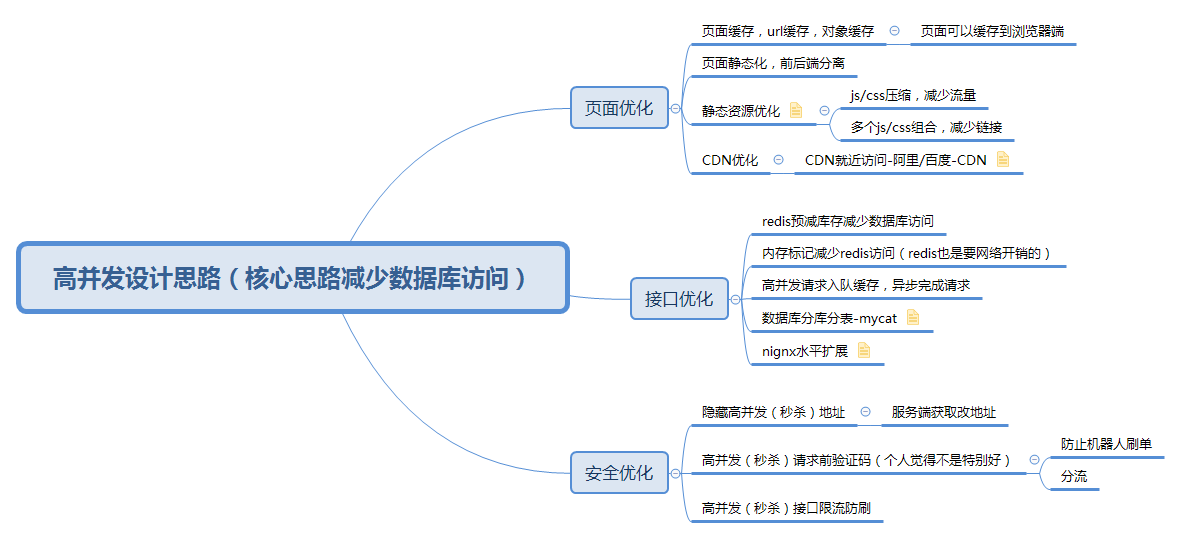 高并发设计思路（核心思路减少数据库访问）
页面优化
页面缓存，url缓存，对象缓存
页面可以缓存到浏览器端
页面静态化，前后端分离
静态资源优化
js/css压缩，减少流量
多个js/css组合，减少链接
CDN优化
CDN就近访问-阿里/百度-CDN
接口优化
redis预减库存减少数据库访问
内存标记减少redis访问（redis也是要网络开销的）
高并发请求入队缓存，异步完成请求
数据库分库分表-mycat
nignx水平扩展
安全优化
隐藏高并发（秒杀）地址
服务端获取改地址
高并发（秒杀）请求前验证码（个人觉得不是特别好）
防止机器人刷单
分流
高并发（秒杀）接口限流防刷